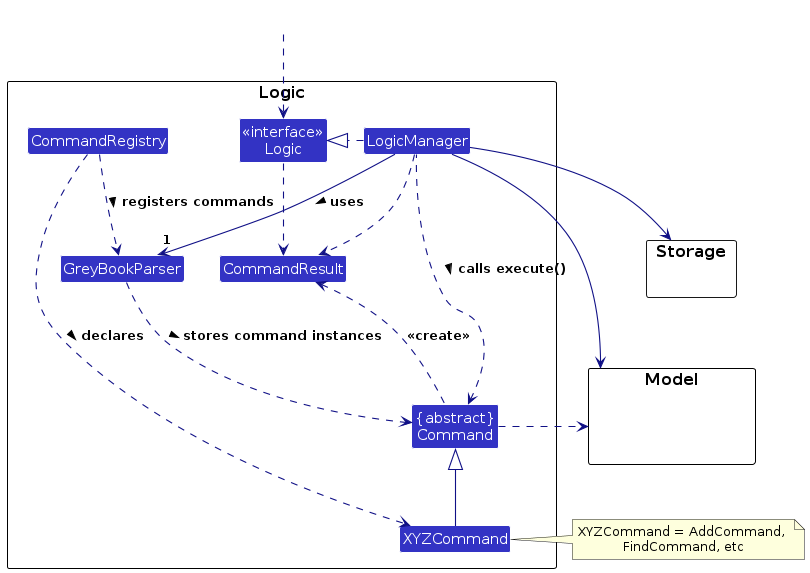 Logic
CommandRegistry
«interface»
Logic
LogicManager
registers commands
uses
1
GreyBookParser
CommandResult
calls execute()
Storage
declares
stores command instances
«create»
Model
{abstract}
Command
XYZCommand
XYZCommand = AddCommand,
FindCommand, etc